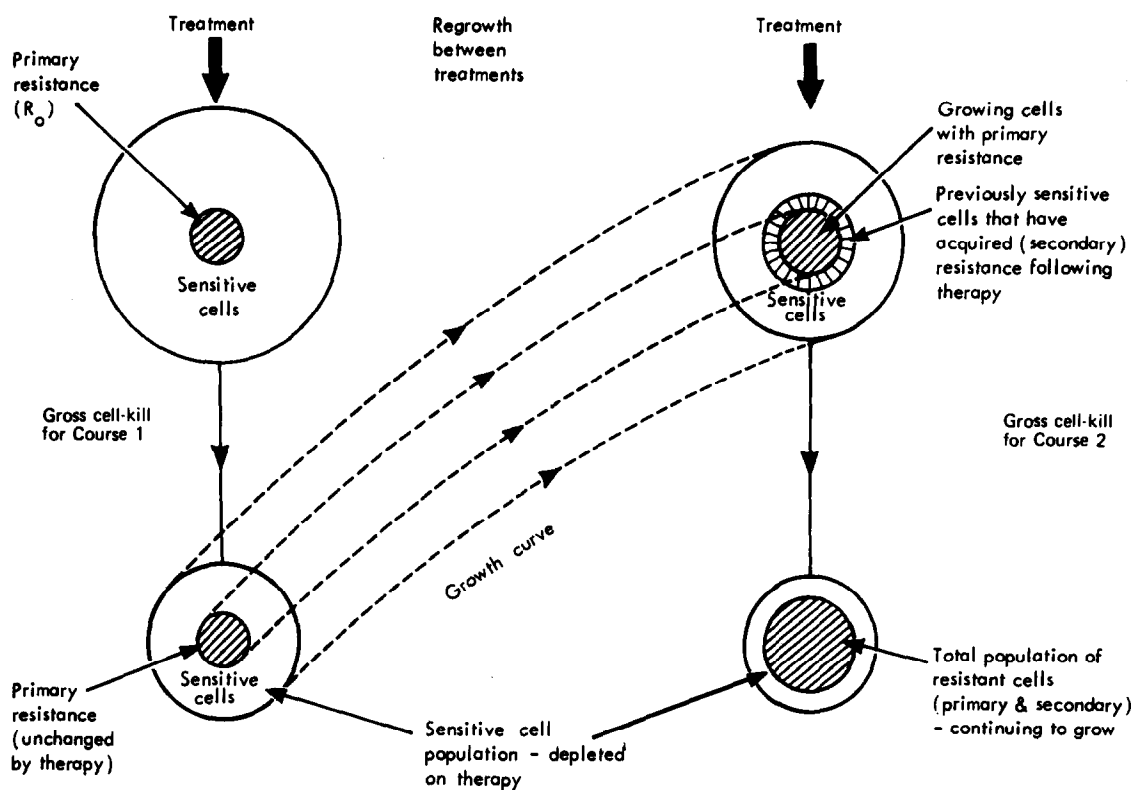 Treatment
Regrowth
between
treatments
Treatment
Primary
resistance
(R₀)
Sensitive
cells
Growing cells
with primary
resistance
Previously sensitive
cells that have
acquired (secondary)
resistance following
therapy
Sensitive
cells
Gross cell-kill
for Course 1
Gross cell-kill
for Course 2
Growth curve
Sensitive
cells
Primary
resistance
(unchanged
by therapy)
Sensitive cell
population - depleted
on therapy
Total population of
resistant cells
(primary & secondary)
- continuing to grow